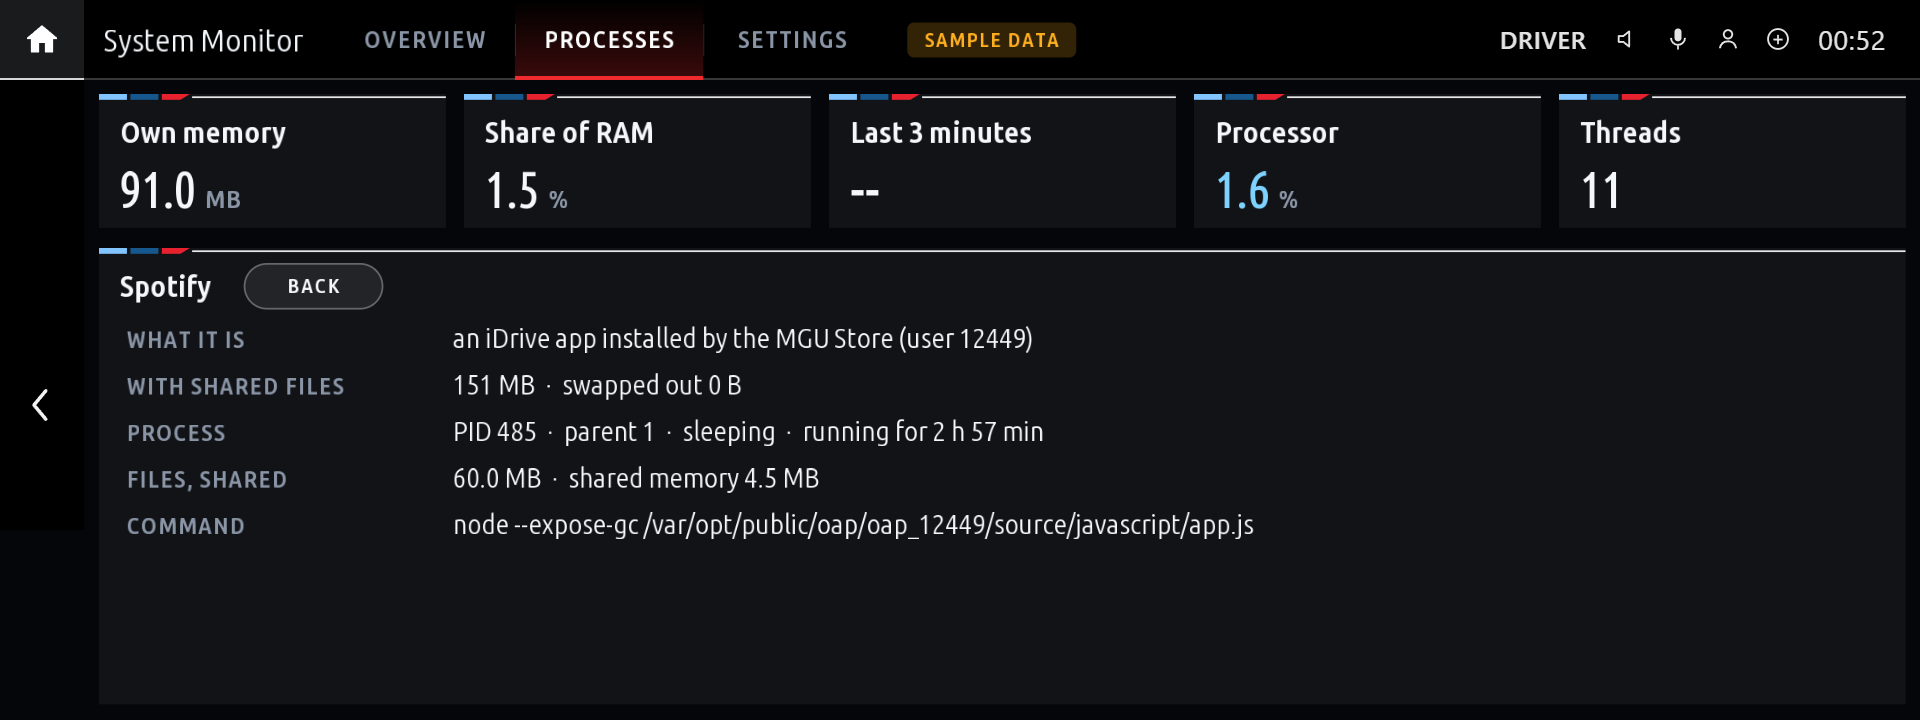 System Monitor OVERVIEW PROCESSES SETTINGS SAMPLE DATA DRIVER 00:52
Own memory
91.0 MB
Share of RAM
1.5 %
Last 3 minutes
--
Processor
1.6 %
Threads
11
Spotify BACK
WHAT IT IS an iDrive app installed by the MGU Store (user 12449)
WITH SHARED FILES 151 MB · swapped out 0 B
PROCESS PID 485 · parent 1 · sleeping · running for 2 h 57 min
FILES, SHARED 60.0 MB · shared memory 4.5 MB
COMMAND node --expose-gc /var/opt/public/oap/oap_12449/source/javascript/app.js